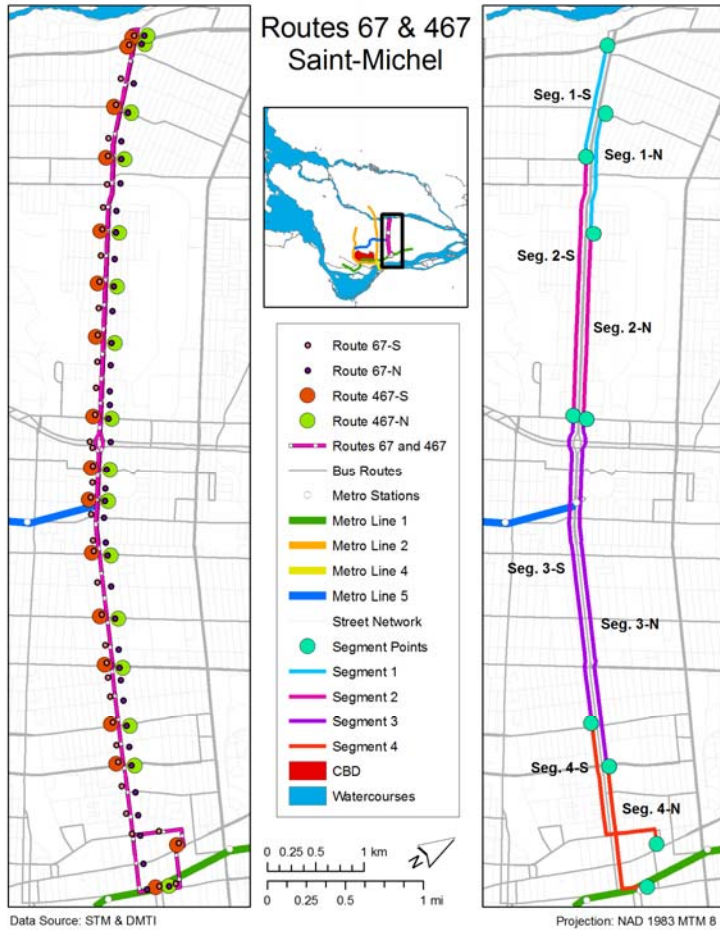 Routes 67 & 467
Saint-Michel
Route 67-S
Route 67-N
Route 467-S
Route 467-N
Routes 67 and 467
Bus Routes
Metro Stations
Metro Line 1
Metro Line 2
Metro Line 4
Metro Line 5
Street Network
Segment Points
Segment 1
Segment 2
Segment 3
Segment 4
CBD
Watercourses
0 0.25 0.5 1 km
0 0.25 0.5 1 mi
N
Seg. 1-S
Seg. 1-N
Seg. 2-S
Seg. 2-N
Seg. 3-S
Seg. 3-N
Seg. 4-S
Seg. 4-N
Data Source: STM & DMTI
Projection: NAD 1983 MTM 8